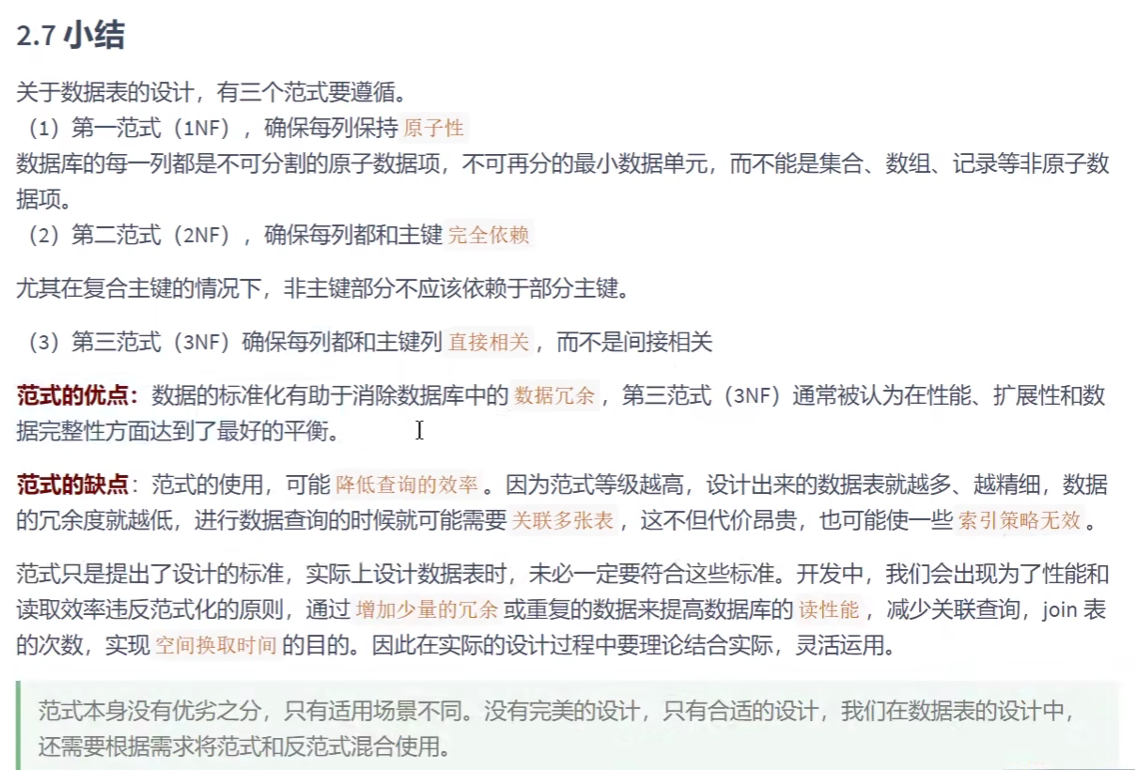 2.7 小结
关于数据表的设计，有三个范式要遵循。
（1）第一范式（1NF），确保每列保持 原子性
数据库的每一列都是不可分割的原子数据项，不可再分的最小数据单元，而不能是集合、数组、记录等非原子数
据项。
（2）第二范式（2NF），确保每列都和主键 完全依赖
尤其在复合主键的情况下，非主键部分不应该依赖于部分主键。
（3）第三范式（3NF）确保每列都和主键列 直接相关 ，而不是间接相关
范式的优点：数据的标准化有助于消除数据库中的 数据冗余 ，第三范式（3NF）通常被认为在性能、扩展性和数
据完整性方面达到了最好的平衡。
范式的缺点：范式的使用，可能 降低查询的效率 。因为范式等级越高，设计出来的数据表就越多、越精细，数据
的冗余度就越低，进行数据查询的时候就可能需要 关联多张表 ，这不但代价昂贵，也可能使一些 索引策略无效 。
范式只是提出了设计的标准，实际上设计数据表时，未必一定要符合这些标准。开发中，我们会出现为了性能和
读取效率违反范式化的原则，通过 增加少量的冗余 或重复的数据来提高数据库的 读性能 ，减少关联查询，join 表
的次数，实现 空间换取时间 的目的。因此在实际的设计过程中要理论结合实际，灵活运用。
范式本身没有优劣之分，只有适用场景不同。没有完美的设计，只有合适的设计，我们在数据表的设计中，
还需要根据需求将范式和反范式混合使用。